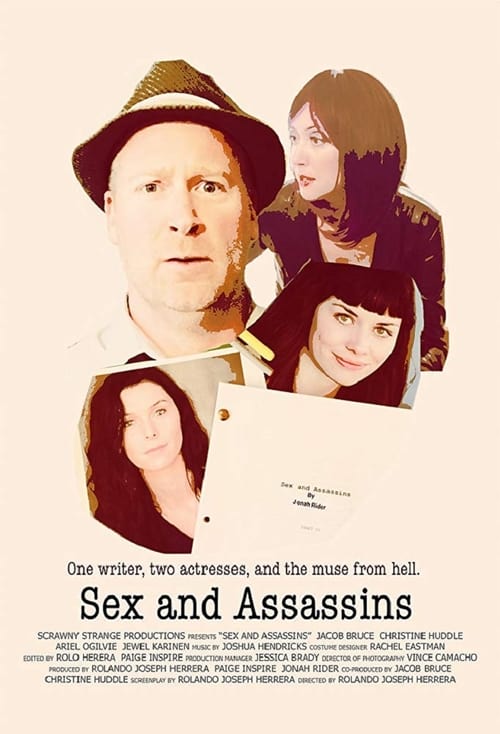 Sex and Assassins
By
Jonah Rider
One writer, two actresses, and the muse from hell.
Sex and Assassins
SCRAWNY STRANGE PRODUCTIONS PRESENTS "SEX AND ASSASSINS" JACOB BRUCE CHRISTINE HUDDLE
ARIEL OGILVIE JEWEL KARINEN MUSIC BY JOSHUA HENDRICKS COSTUME DESIGNER RACHEL EASTMAN
EDITED BY ROLO HERERA PAIGE INSPIRE PRODUCTION MANAGER JESSICA BRADY DIRECTOR OF PHOTOGRAPHY VINCE CAMACHO
PRODUCED BY ROLANDO JOSEPH HERRERA PAIGE INSPIRE JONAH RIDER CO-PRODUCED BY JACOB BRUCE
CHRISTINE HUDDLE SCREENPLAY BY ROLANDO JOSEPH HERRERA DIRECTED BY ROLANDO JOSEPH HERRERA